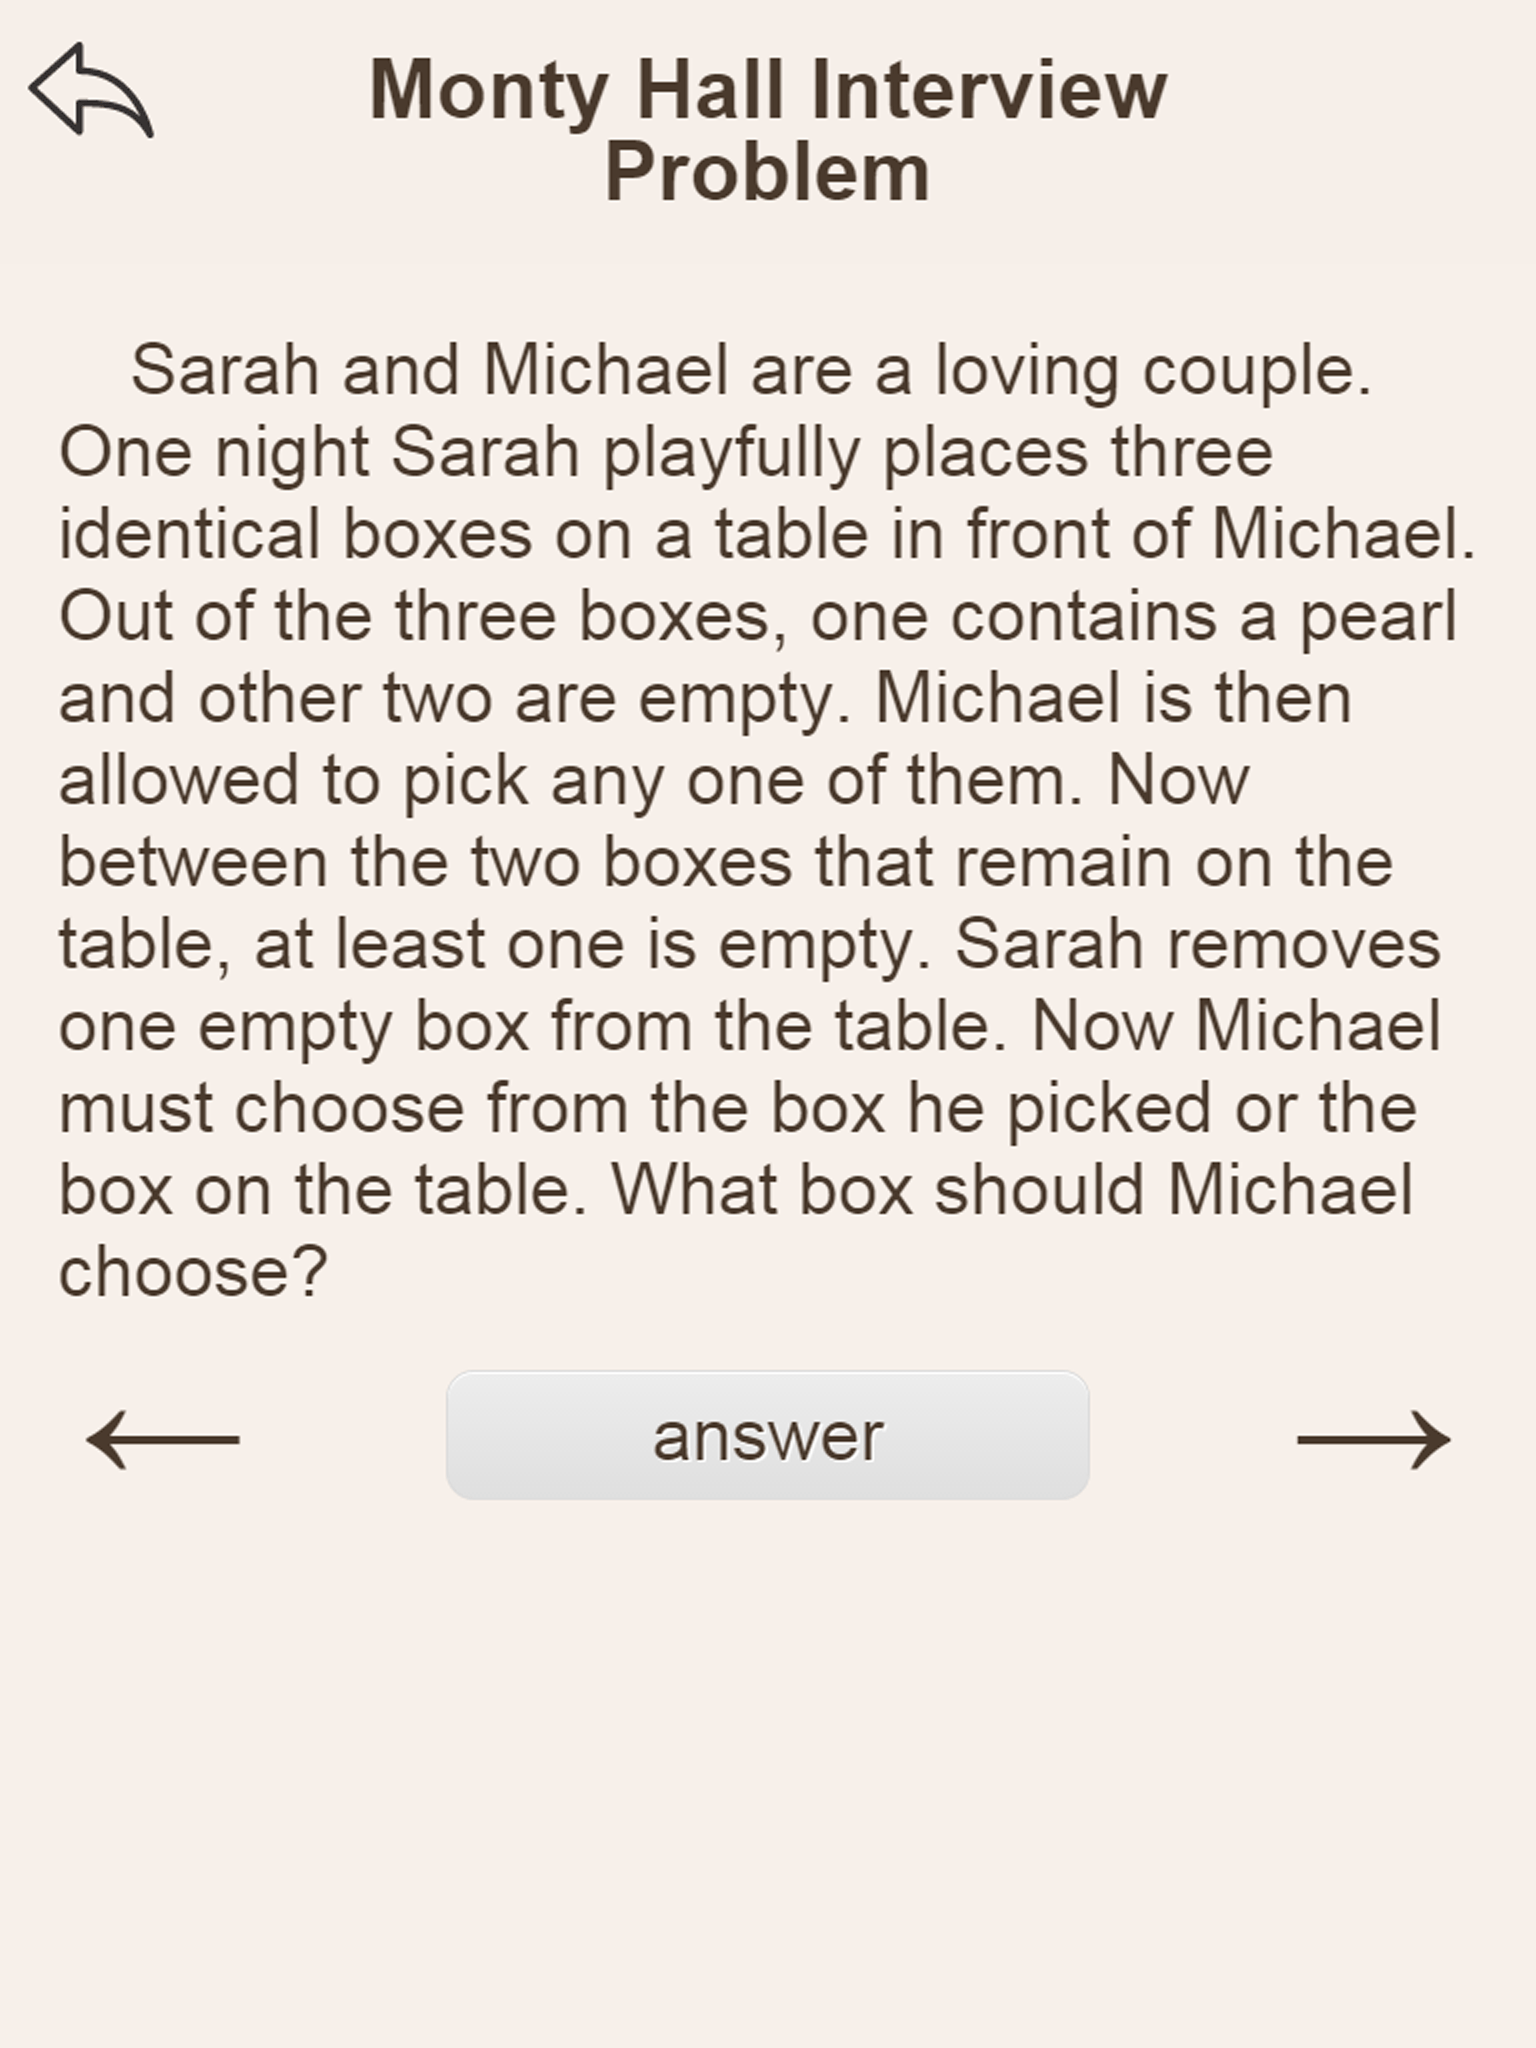 Monty Hall Interview
Problem
Sarah and Michael are a loving couple.
One night Sarah playfully places three
identical boxes on a table in front of Michael.
Out of the three boxes, one contains a pearl
and other two are empty. Michael is then
allowed to pick any one of them. Now
between the two boxes that remain on the
table, at least one is empty. Sarah removes
one empty box from the table. Now Michael
must choose from the box he picked or the
box on the table. What box should Michael
choose?
answer